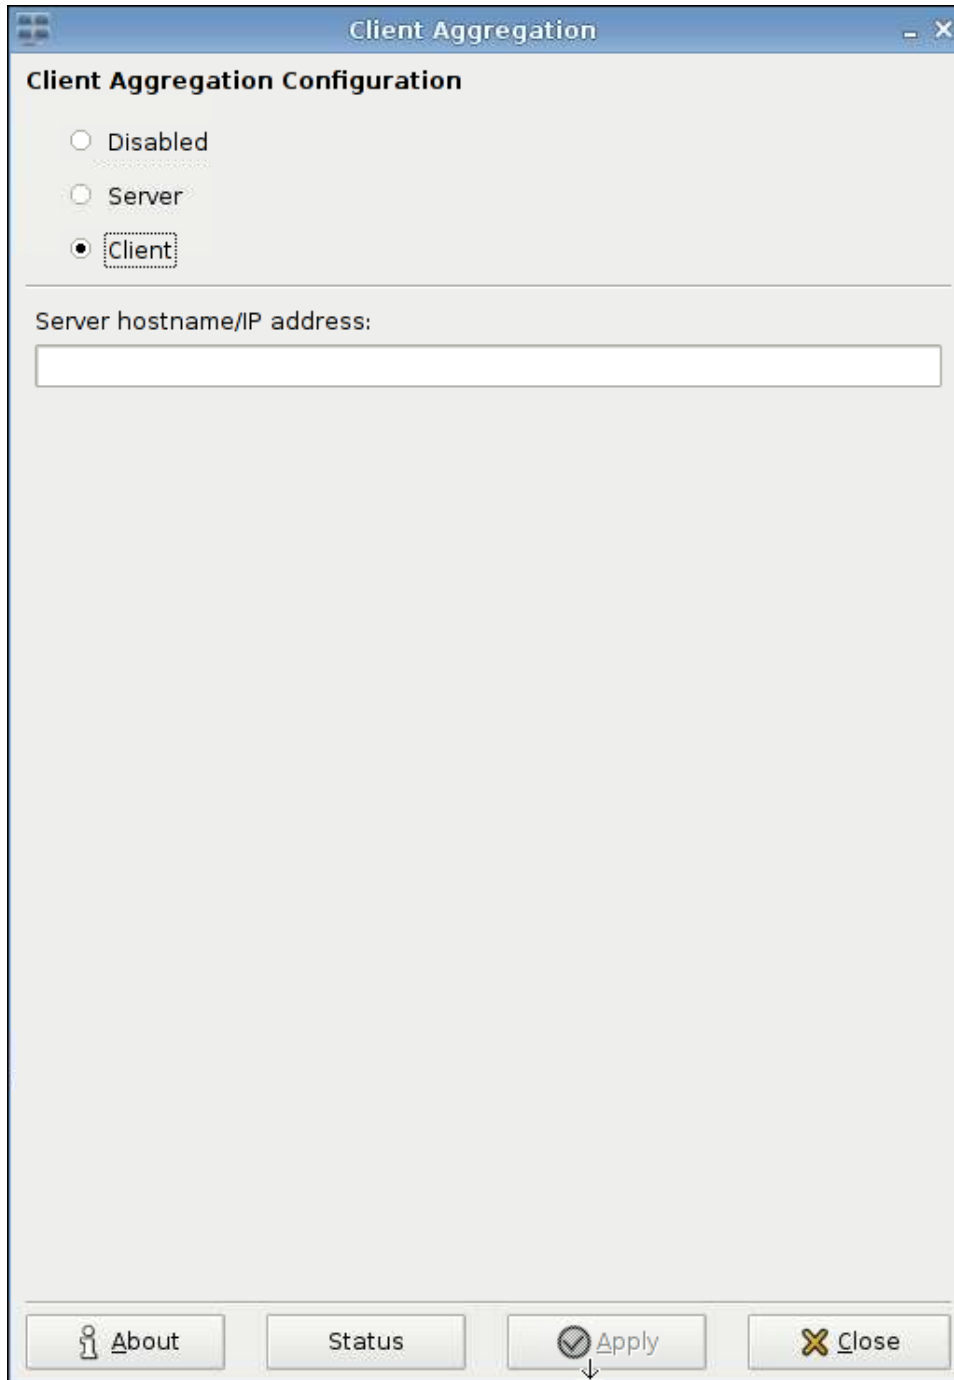 Client Aggregation
Client Aggregation Configuration
Disabled
Server
Client
Server hostname/IP address:
About
Status
Apply
Close